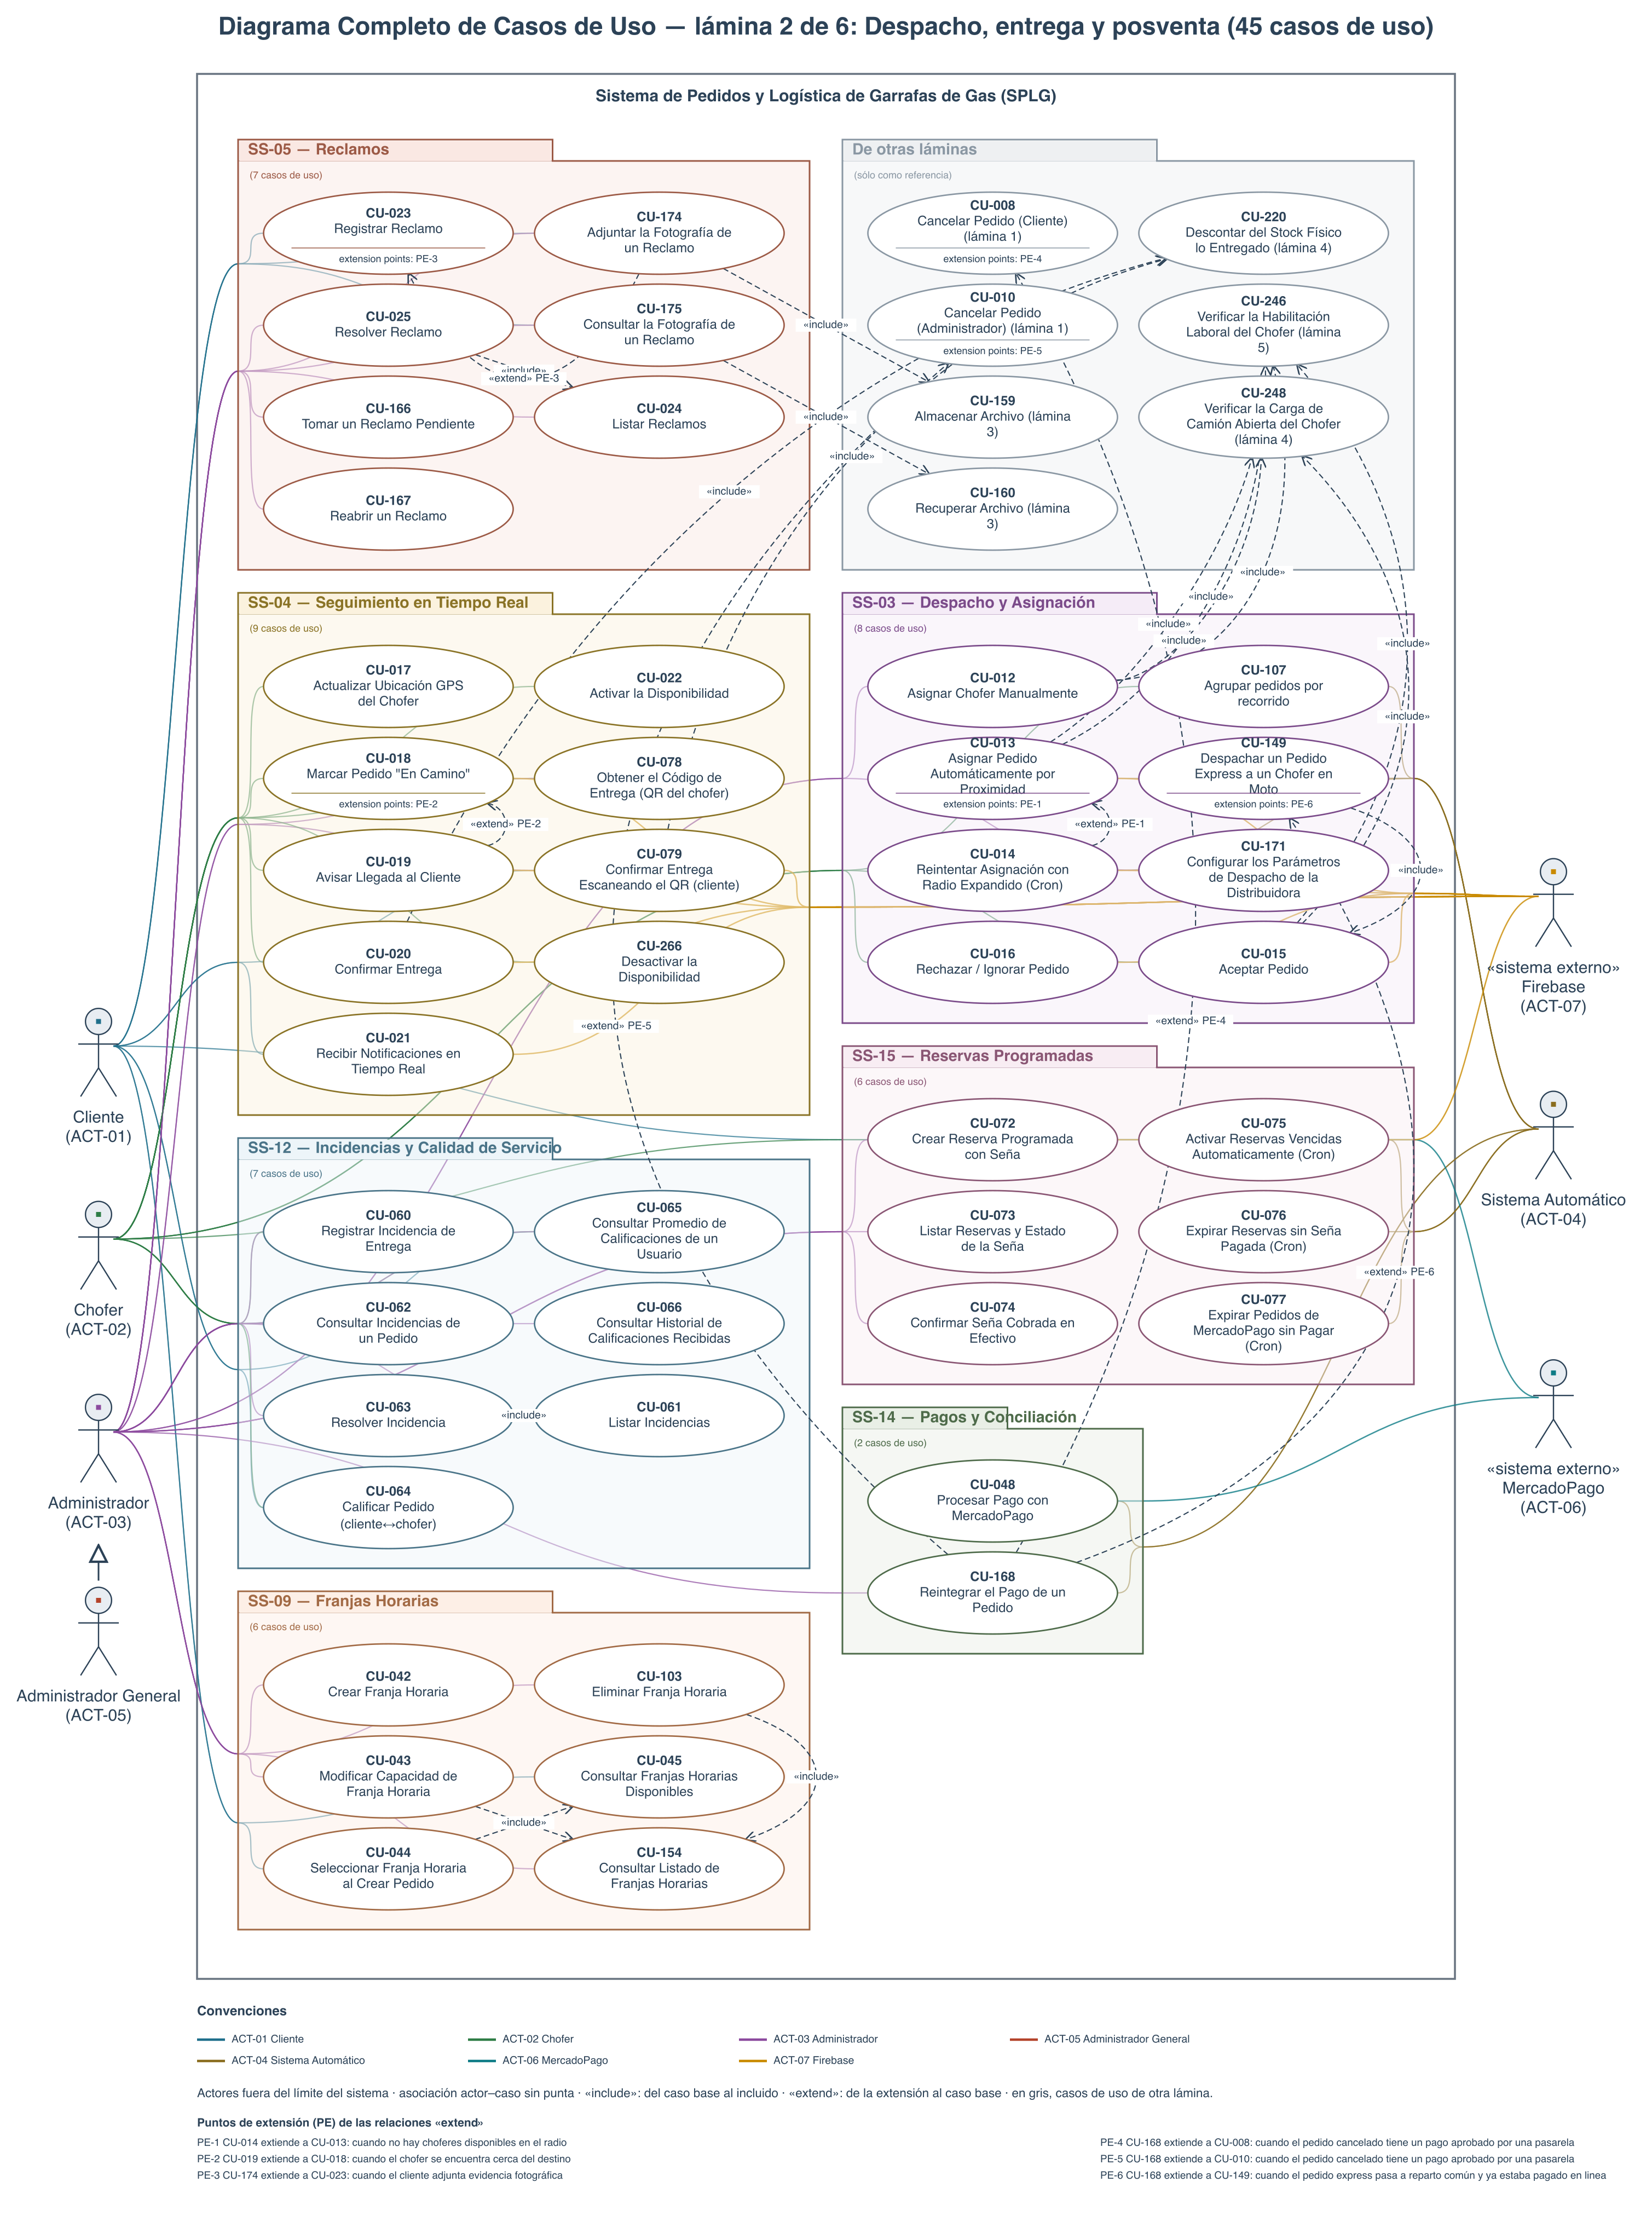 Diagrama Completo de Casos de Uso — lámina 2 de 6: Despacho, entrega y posventa (45 casos de uso)
Sistema de Pedidos y Logística de Garrafas de Gas (SPLG)
SS-05 — Reclamos
(7 casos de uso)
CU-023
Registrar Reclamo
extension points: PE-3
CU-174
Adjuntar la Fotografía de
un Reclamo
CU-025
Resolver Reclamo
CU-175
Consultar la Fotografía de
un Reclamo
«include»
«extend» PE-3
CU-166
Tomar un Reclamo Pendiente
CU-024
Listar Reclamos
CU-167
Reabrir un Reclamo
«include»
«include»
«include»
«include»
De otras láminas
(sólo como referencia)
CU-008
Cancelar Pedido (Cliente)
(lámina 1)
extension points: PE-4
CU-220
Descontar del Stock Físico
lo Entregado (lámina 4)
CU-010
Cancelar Pedido
(Administrador) (lámina 1)
extension points: PE-5
CU-246
Verificar la Habilitación
Laboral del Chofer (lámina
5)
CU-159
Almacenar Archivo (lámina
3)
CU-248
Verificar la Carga de
Camión Abierta del Chofer
(lámina 4)
CU-160
Recuperar Archivo (lámina
3)
«include»
«include»
«include»
«include»
«include»
«include»
SS-04 — Seguimiento en Tiempo Real
(9 casos de uso)
CU-017
Actualizar Ubicación GPS
del Chofer
CU-022
Activar la Disponibilidad
CU-018
Marcar Pedido "En Camino"
extension points: PE-2
CU-078
Obtener el Código de
Entrega (QR del chofer)
«extend» PE-2
CU-019
Avisar Llegada al Cliente
CU-079
Confirmar Entrega
Escaneando el QR (cliente)
CU-020
Confirmar Entrega
CU-266
Desactivar la
Disponibilidad
«extend» PE-5
CU-021
Recibir Notificaciones en
Tiempo Real
SS-03 — Despacho y Asignación
(8 casos de uso)
CU-012
Asignar Chofer Manualmente
CU-107
Agrupar pedidos por
recorrido
CU-013
Asignar Pedido
Automáticamente por
Proximidad
extension points: PE-1
CU-149
Despachar un Pedido
Express a un Chofer en
Moto
extension points: PE-6
«extend» PE-1
CU-014
Reintentar Asignación con
Radio Expandido (Cron)
CU-171
Configurar los Parámetros
de Despacho de la
Distribuidora
«include»
CU-016
Rechazar / Ignorar Pedido
CU-015
Aceptar Pedido
«extend» PE-4
SS-15 — Reservas Programadas
(6 casos de uso)
CU-072
Crear Reserva Programada
con Seña
CU-075
Activar Reservas Vencidas
Automaticamente (Cron)
CU-073
Listar Reservas y Estado
de la Seña
CU-076
Expirar Reservas sin Seña
Pagada (Cron)
«extend» PE-6
CU-074
Confirmar Seña Cobrada en
Efectivo
CU-077
Expirar Pedidos de
MercadoPago sin Pagar
(Cron)
SS-12 — Incidencias y Calidad de Servicio
(7 casos de uso)
CU-060
Registrar Incidencia de
Entrega
CU-065
Consultar Promedio de
Calificaciones de un
Usuario
CU-062
Consultar Incidencias de
un Pedido
CU-066
Consultar Historial de
Calificaciones Recibidas
CU-063
Resolver Incidencia
«include»
CU-061
Listar Incidencias
CU-064
Calificar Pedido
(cliente↔chofer)
SS-14 — Pagos y Conciliación
(2 casos de uso)
CU-048
Procesar Pago con
MercadoPago
CU-168
Reintegrar el Pago de un
Pedido
SS-09 — Franjas Horarias
(6 casos de uso)
CU-042
Crear Franja Horaria
CU-103
Eliminar Franja Horaria
CU-043
Modificar Capacidad de
Franja Horaria
CU-045
Consultar Franjas Horarias
Disponibles
«include»
«include»
CU-044
Seleccionar Franja Horaria
al Crear Pedido
CU-154
Consultar Listado de
Franjas Horarias
Cliente
(ACT-01)
Chofer
(ACT-02)
Administrador
(ACT-03)
Administrador General
(ACT-05)
«sistema externo»
Firebase
(ACT-07)
Sistema Automático
(ACT-04)
«sistema externo»
MercadoPago
(ACT-06)
Convenciones
ACT-01 Cliente
ACT-02 Chofer
ACT-03 Administrador
ACT-05 Administrador General
ACT-04 Sistema Automático
ACT-06 MercadoPago
ACT-07 Firebase
Actores fuera del límite del sistema · asociación actor–caso sin punta · «include»: del caso base al incluido · «extend»: de la extensión al caso base · en gris, casos de uso de otra lámina.
Puntos de extensión (PE) de las relaciones «extend»
PE-1 CU-014 extiende a CU-013: cuando no hay choferes disponibles en el radio
PE-2 CU-019 extiende a CU-018: cuando el chofer se encuentra cerca del destino
PE-3 CU-174 extiende a CU-023: cuando el cliente adjunta evidencia fotográfica
PE-4 CU-168 extiende a CU-008: cuando el pedido cancelado tiene un pago aprobado por una pasarela
PE-5 CU-168 extiende a CU-010: cuando el pedido cancelado tiene un pago aprobado por una pasarela
PE-6 CU-168 extiende a CU-149: cuando el pedido express pasa a reparto común y ya estaba pagado en linea